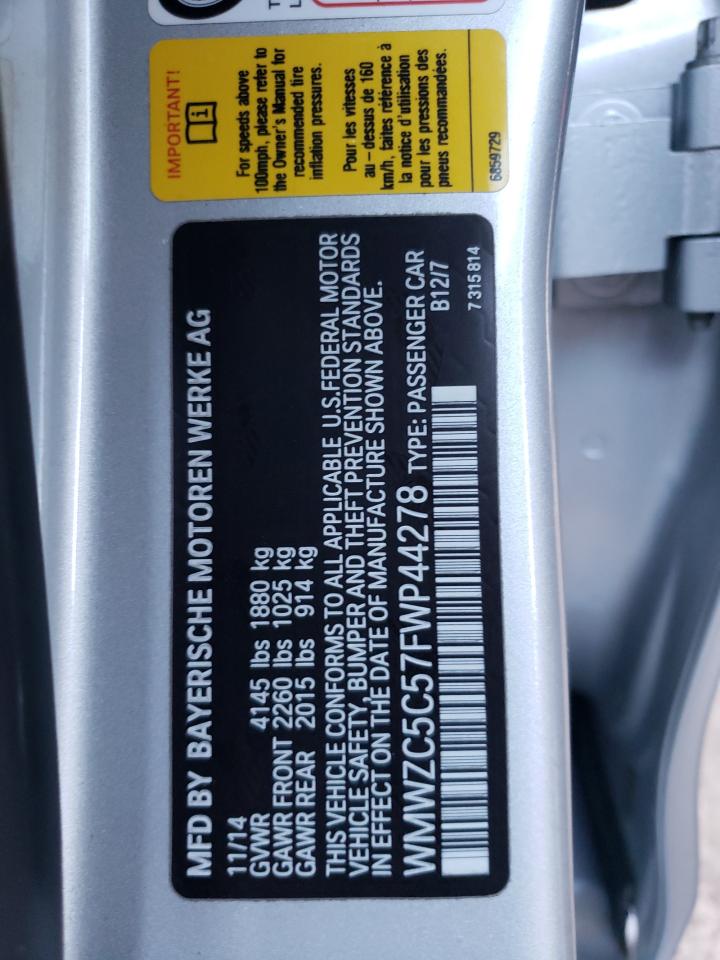 MFD BY BAYERISCHE MOTOREN WERKE AG
11/14
GVWR 4145 lbs 1880 kg
GAWR FRONT 2260 lbs 1025 kg
GAWR REAR 2015 lbs 914 kg
THIS VEHICLE CONFORMS TO ALL APPLICABLE U.S.FEDERAL MOTOR
VEHICLE SAFETY, BUMPER AND THEFT PREVENTION STANDARDS
IN EFFECT ON THE DATE OF MANUFACTURE SHOWN ABOVE.
WMWZC5C57FWP44278 TYPE: PASSENGER CAR
B12/7
7 315 814
IMPORTANT!
For speeds above
100mph, please refer to
the Owner's Manual for
recommended tire
inflation pressures.
Pour les vitesses
au-dessus de 160
km/h, faites référence à
la notice d'utilisation
pour les pressions des
pneus recommandées.
6859729